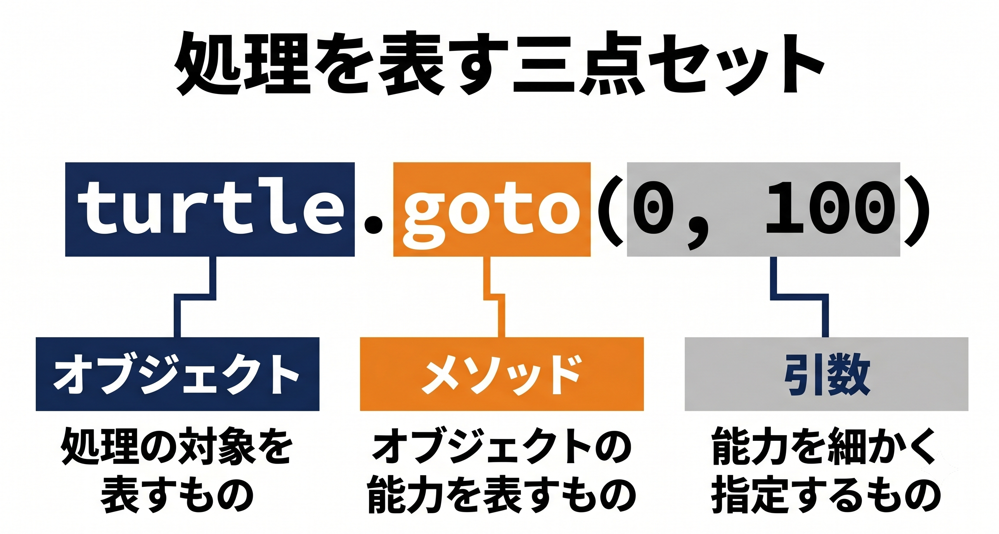 処理を表す三点セット
turtle.goto(0, 100)
オブジェクト
処理の対象を
表すもの
メソッド
オブジェクトの
能力を表すもの
引数
能力を細かく
指定するもの